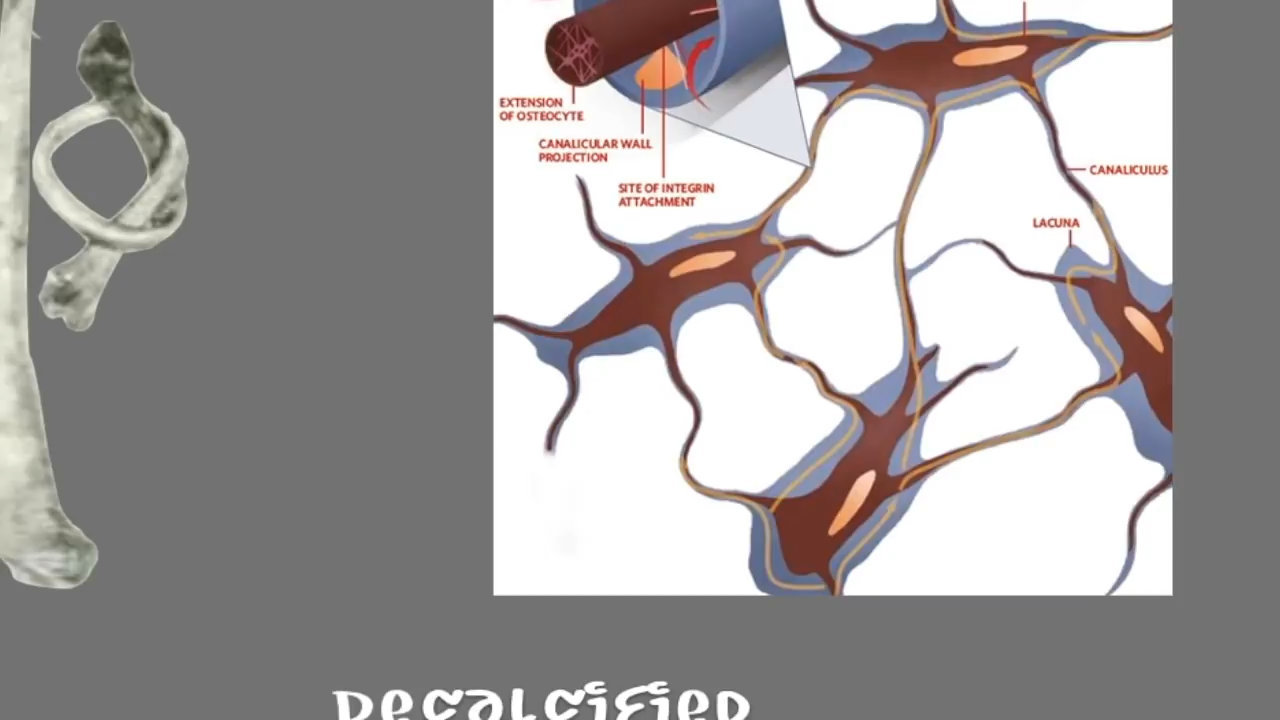 EXTENSION
OF OSTEOCYTE
CANALICULAR WALL
PROJECTION
SITE OF INTEGRIN
ATTACHMENT
CANALICULUS
LACUNA
DECALCIFIED